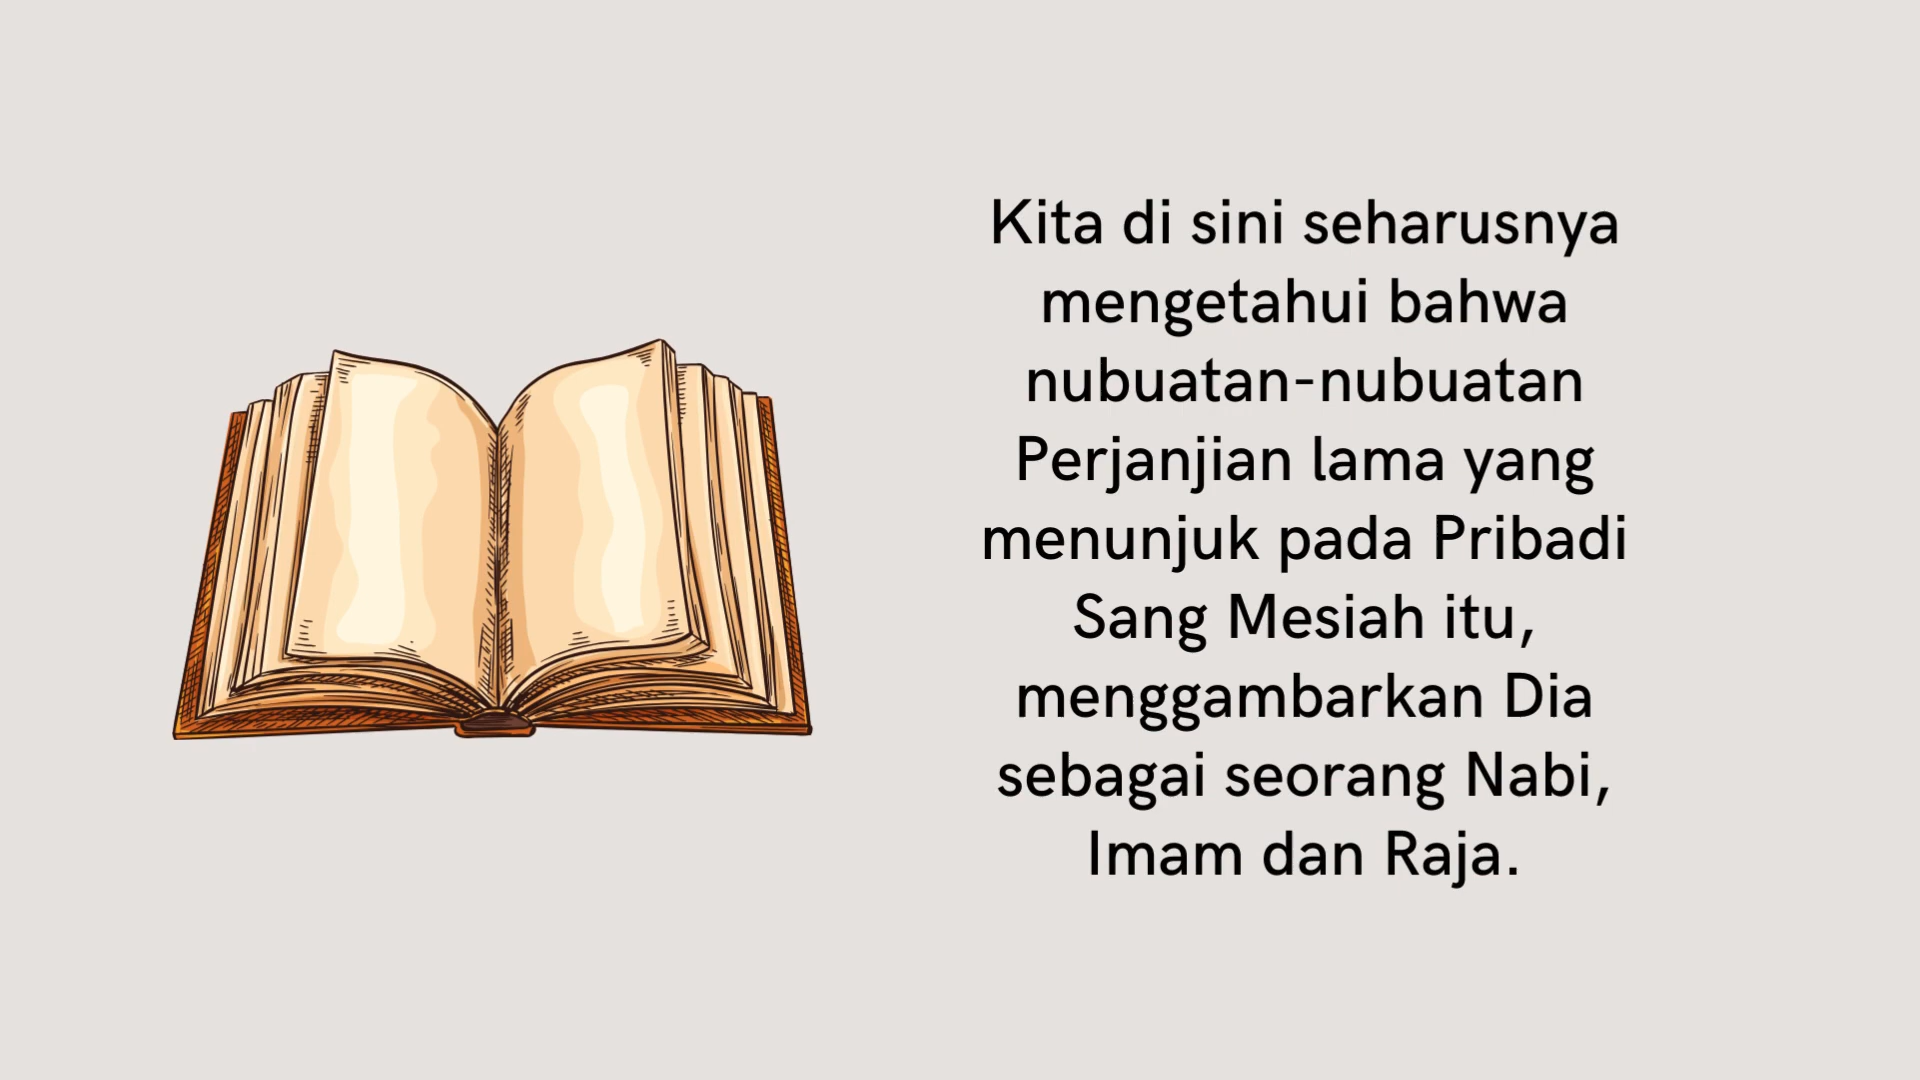 Kita di sini seharusnya
mengetahui bahwa
nubuatan-nubuatan
Perjanjian lama yang
menunjuk pada Pribadi
Sang Mesiah itu,
menggambarkan Dia
sebagai seorang Nabi,
Imam dan Raja.